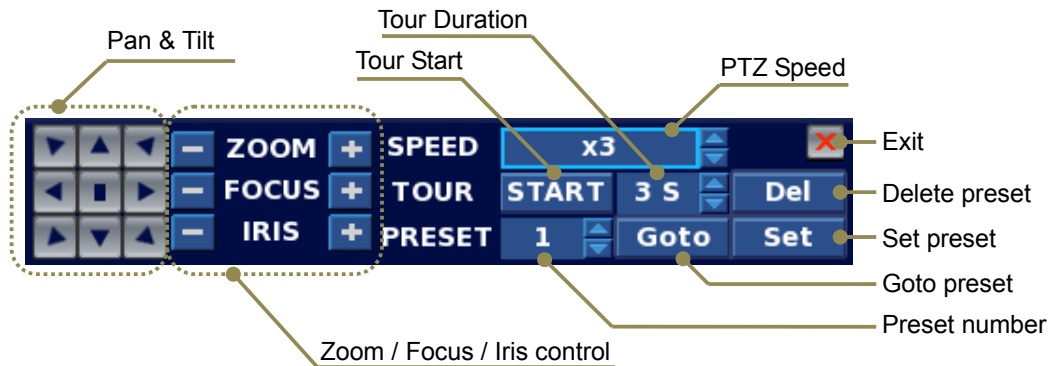 Tour Duration
Pan & Tilt
Tour Start
PTZ Speed
ZOOM
SPEED
x3
Exit
FOCUS
TOUR
START
3 S
Del
Delete preset
IRIS
PRESET
1
Goto
Set
Set preset
Goto preset
Preset number
Zoom / Focus / Iris control